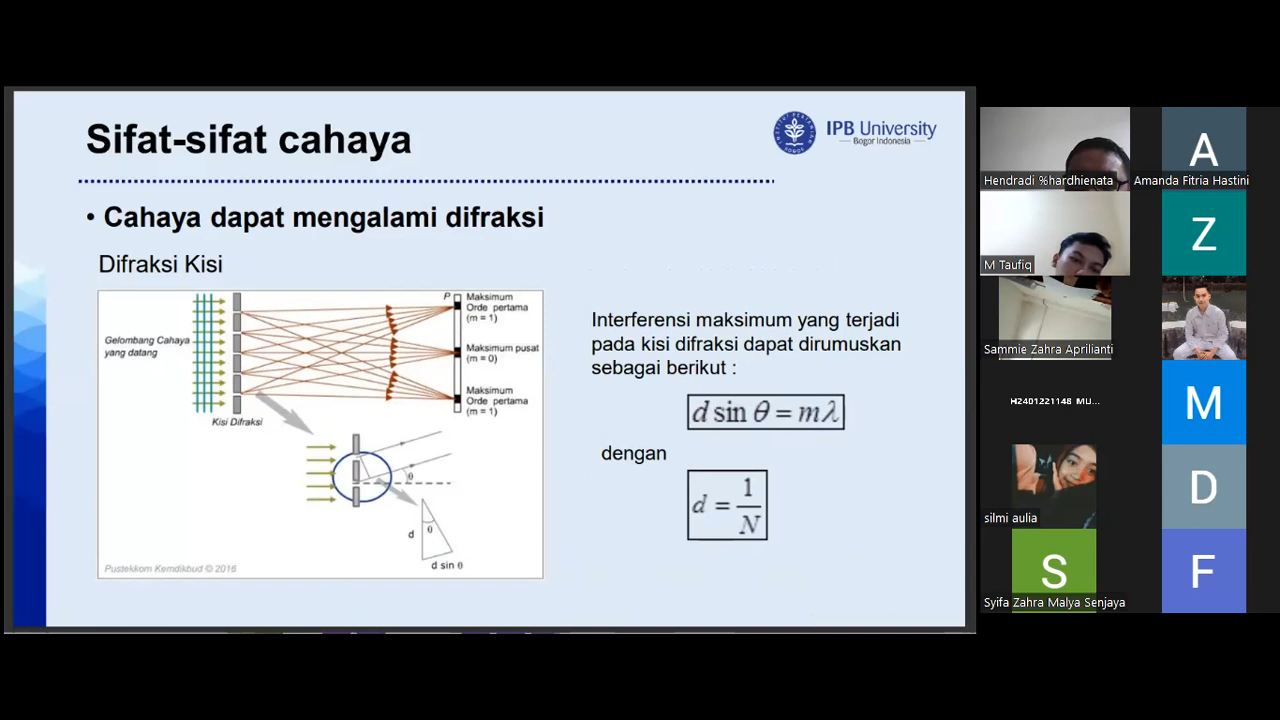 Sifat-sifat cahaya
IPB University
Bogor Indonesia
• Cahaya dapat mengalami difraksi
Difraksi Kisi
Gelombang Cahaya
yang datang
Kisi Difraksi
P
Maksimum
Orde pertama
(m = 1)
Maksimum pusat
(m = 0)
Maksimum
Orde pertama
(m = 1)
θ
d
θ
d sin θ
Pustekkom Kemdikbud © 2016
Interferensi maksimum yang terjadi
pada kisi difraksi dapat dirumuskan
sebagai berikut :
d sin θ = mλ
dengan
d = 1/N
Hendradi %hardhienata
A
Amanda Fitria Hastini
M Taufiq
Z
Sammie Zahra Aprilianti
H2401221148 MU...
M
silmi aulia
D
S
Syifa Zahra Malya Senjaya
F